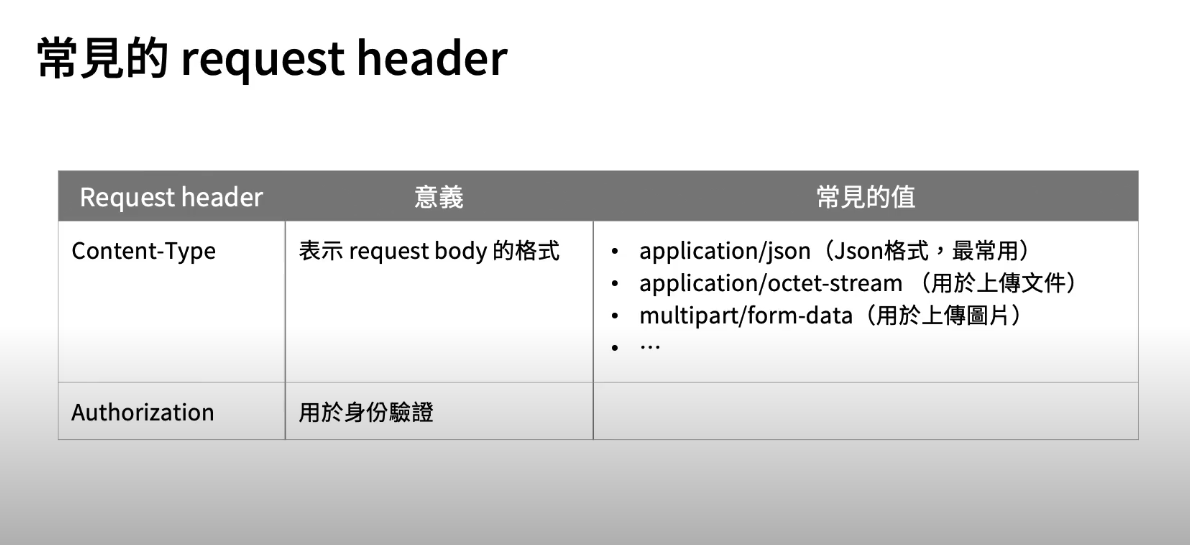 常見的 request header
Request header 意義 常見的值
Content-Type 表示 request body 的格式 • application/json（Json格式，最常用）
• application/octet-stream （用於上傳文件）
• multipart/form-data（用於上傳圖片）
• …
Authorization 用於身份驗證